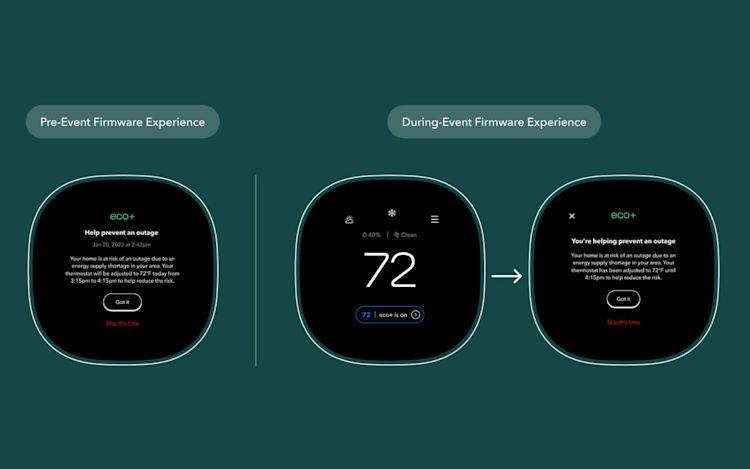 Pre-Event Firmware Experience
During-Event Firmware Experience
eco+
Help prevent an outage
Jan 20, 2023 at 2:43pm
Your home is at risk of an outage due to an
energy supply shortage in your area. Your
thermostat will be adjusted to 72°F today from
3:15pm to 4:15pm to help reduce the risk.
Got it
Skip this time
40% | Clean
72
72 | eco+ is on
eco+
You're helping prevent an outage
Your home is at risk of an outage due to an
energy supply shortage in your area. Your
thermostat has been adjusted to 72°F until
4:15pm to help reduce the risk.
Got it
Skip this time